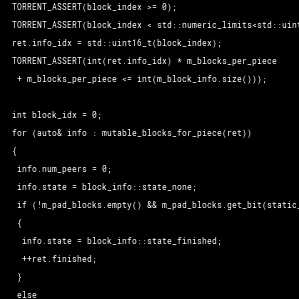 TORRENT_ASSERT(block_index >= 0);
TORRENT_ASSERT(block_index < std::numeric_limits<std::uint
ret.info_idx = std::uint16_t(block_index);
TORRENT_ASSERT(int(ret.info_idx) * m_blocks_per_piece
+ m_blocks_per_piece <= int(m_block_info.size()));
int block_idx = 0;
for (auto& info : mutable_blocks_for_piece(ret))
{
info.num_peers = 0;
info.state = block_info::state_none;
if (!m_pad_blocks.empty() && m_pad_blocks.get_bit(static_
{
info.state = block_info::state_finished;
++ret.finished;
}
else